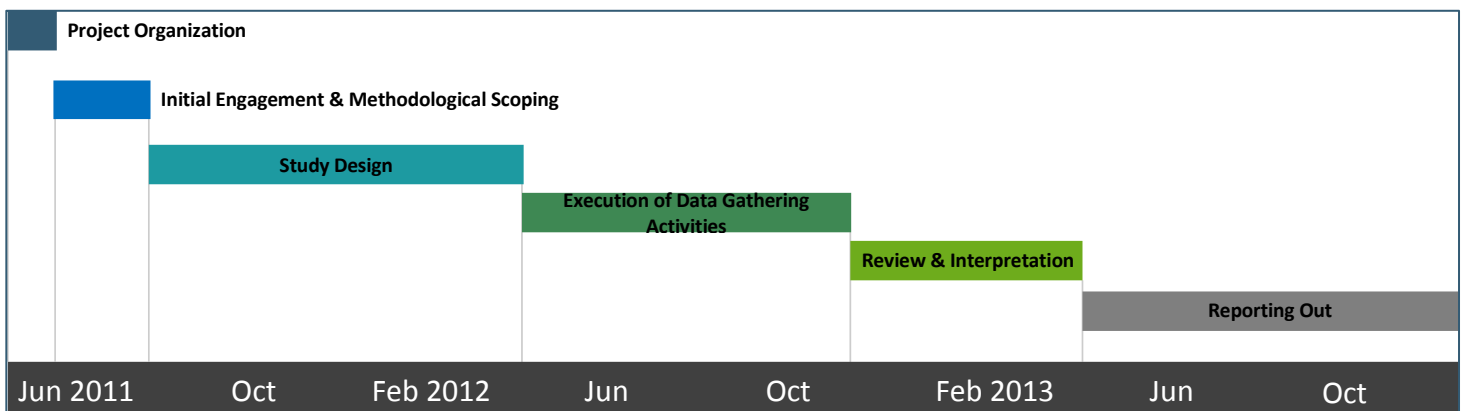 Project Organization
Initial Engagement & Methodological Scoping
Study Design
Execution of Data Gathering
Activities
Review & Interpretation
Reporting Out
Jun 2011 Oct Feb 2012 Jun Oct Feb 2013 Jun Oct